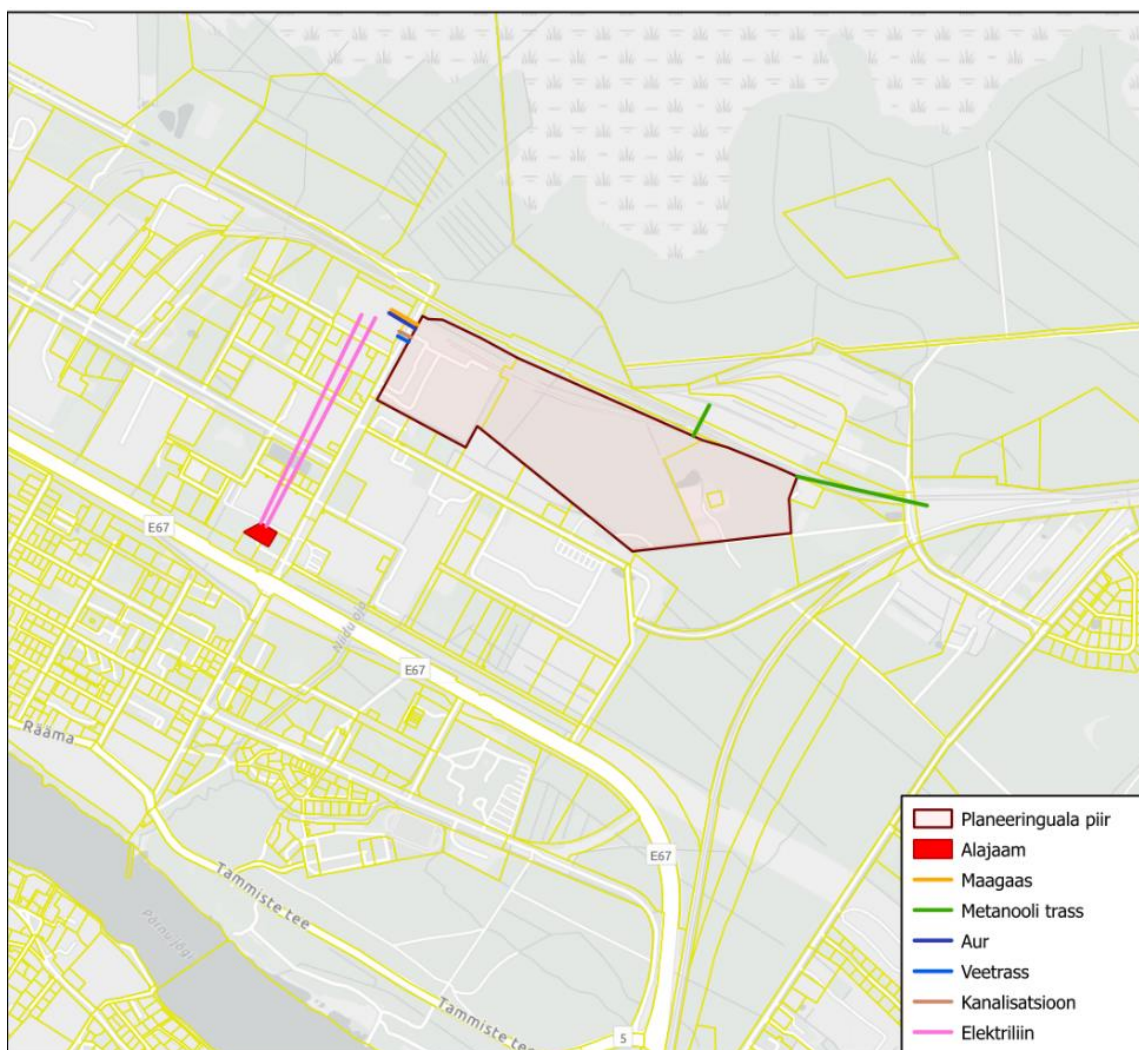 E67
Niidu oja
E67
Rääma
E67
Tammiste tee
Pärnu jõgi
Tammiste tee
5
Planeeringuala piir
Alajaam
Maagaas
Metanooli trass
Aur
Veetrass
Kanalisatsioon
Elektriliin